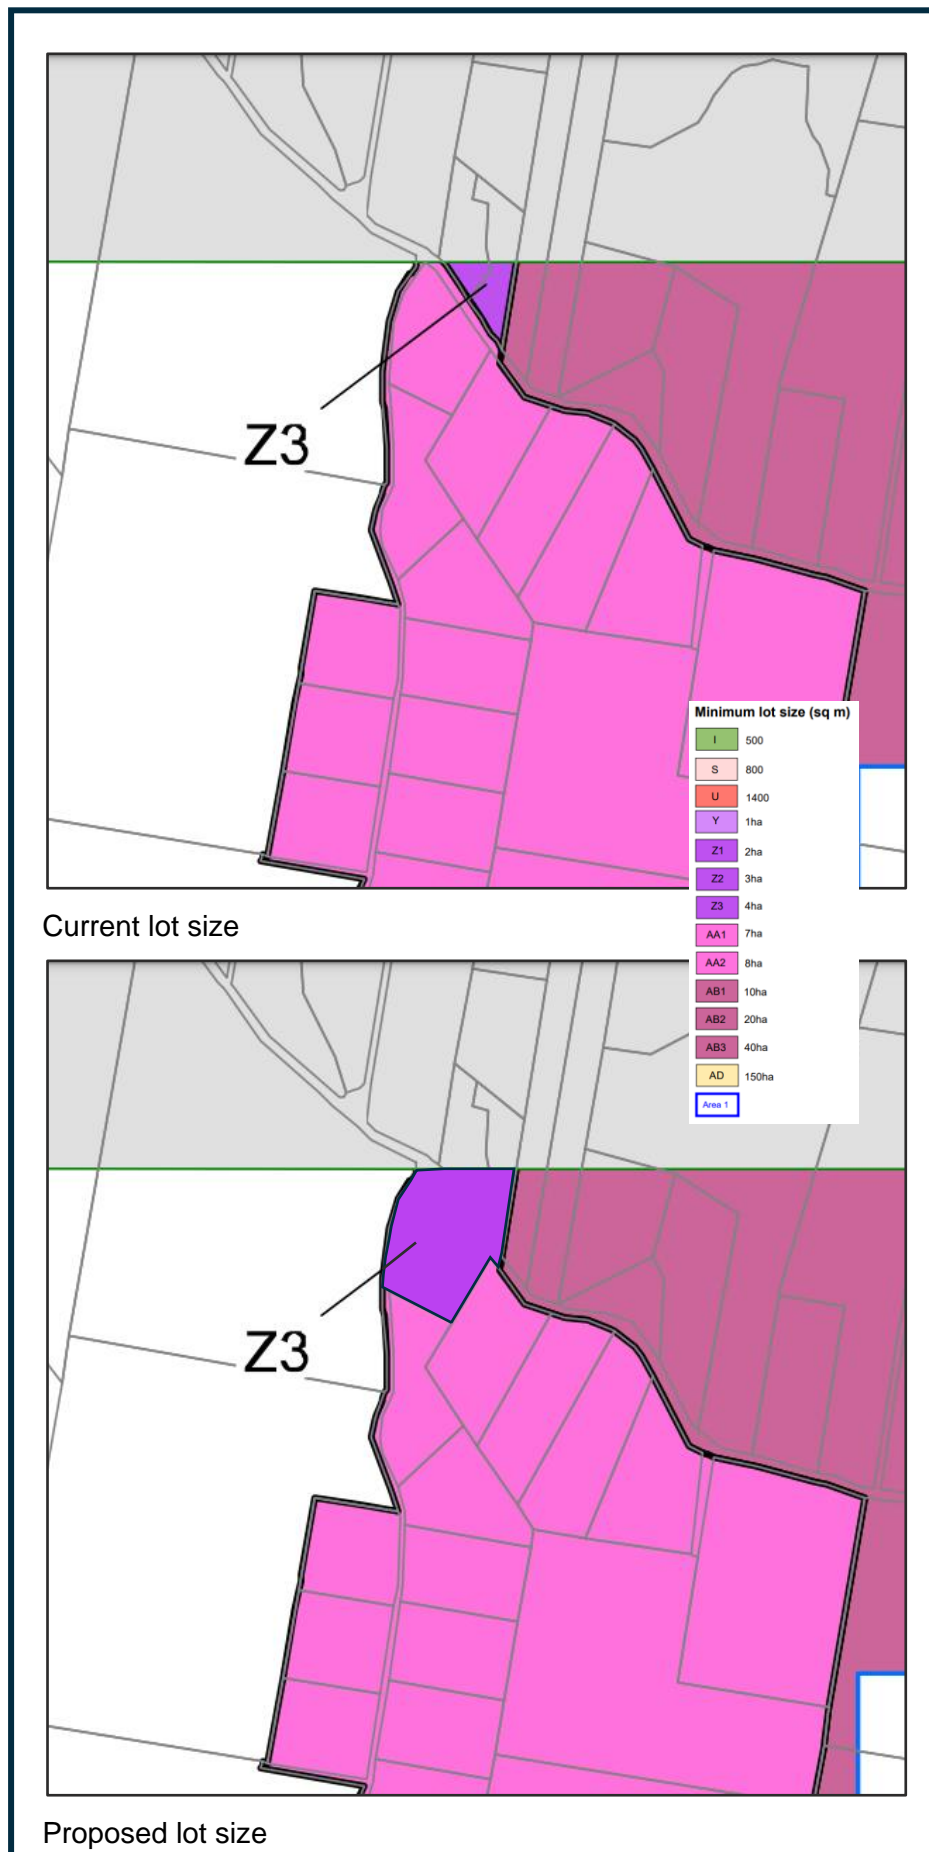 Z3
Minimum lot size (sq m)
I 500
S 800
U 1400
Y 1ha
Z1 2ha
Z2 3ha
Z3 4ha
AA1 7ha
AA2 8ha
AB1 10ha
AB2 20ha
AB3 40ha
AD 150ha
Area 1
Current lot size
Z3
Proposed lot size